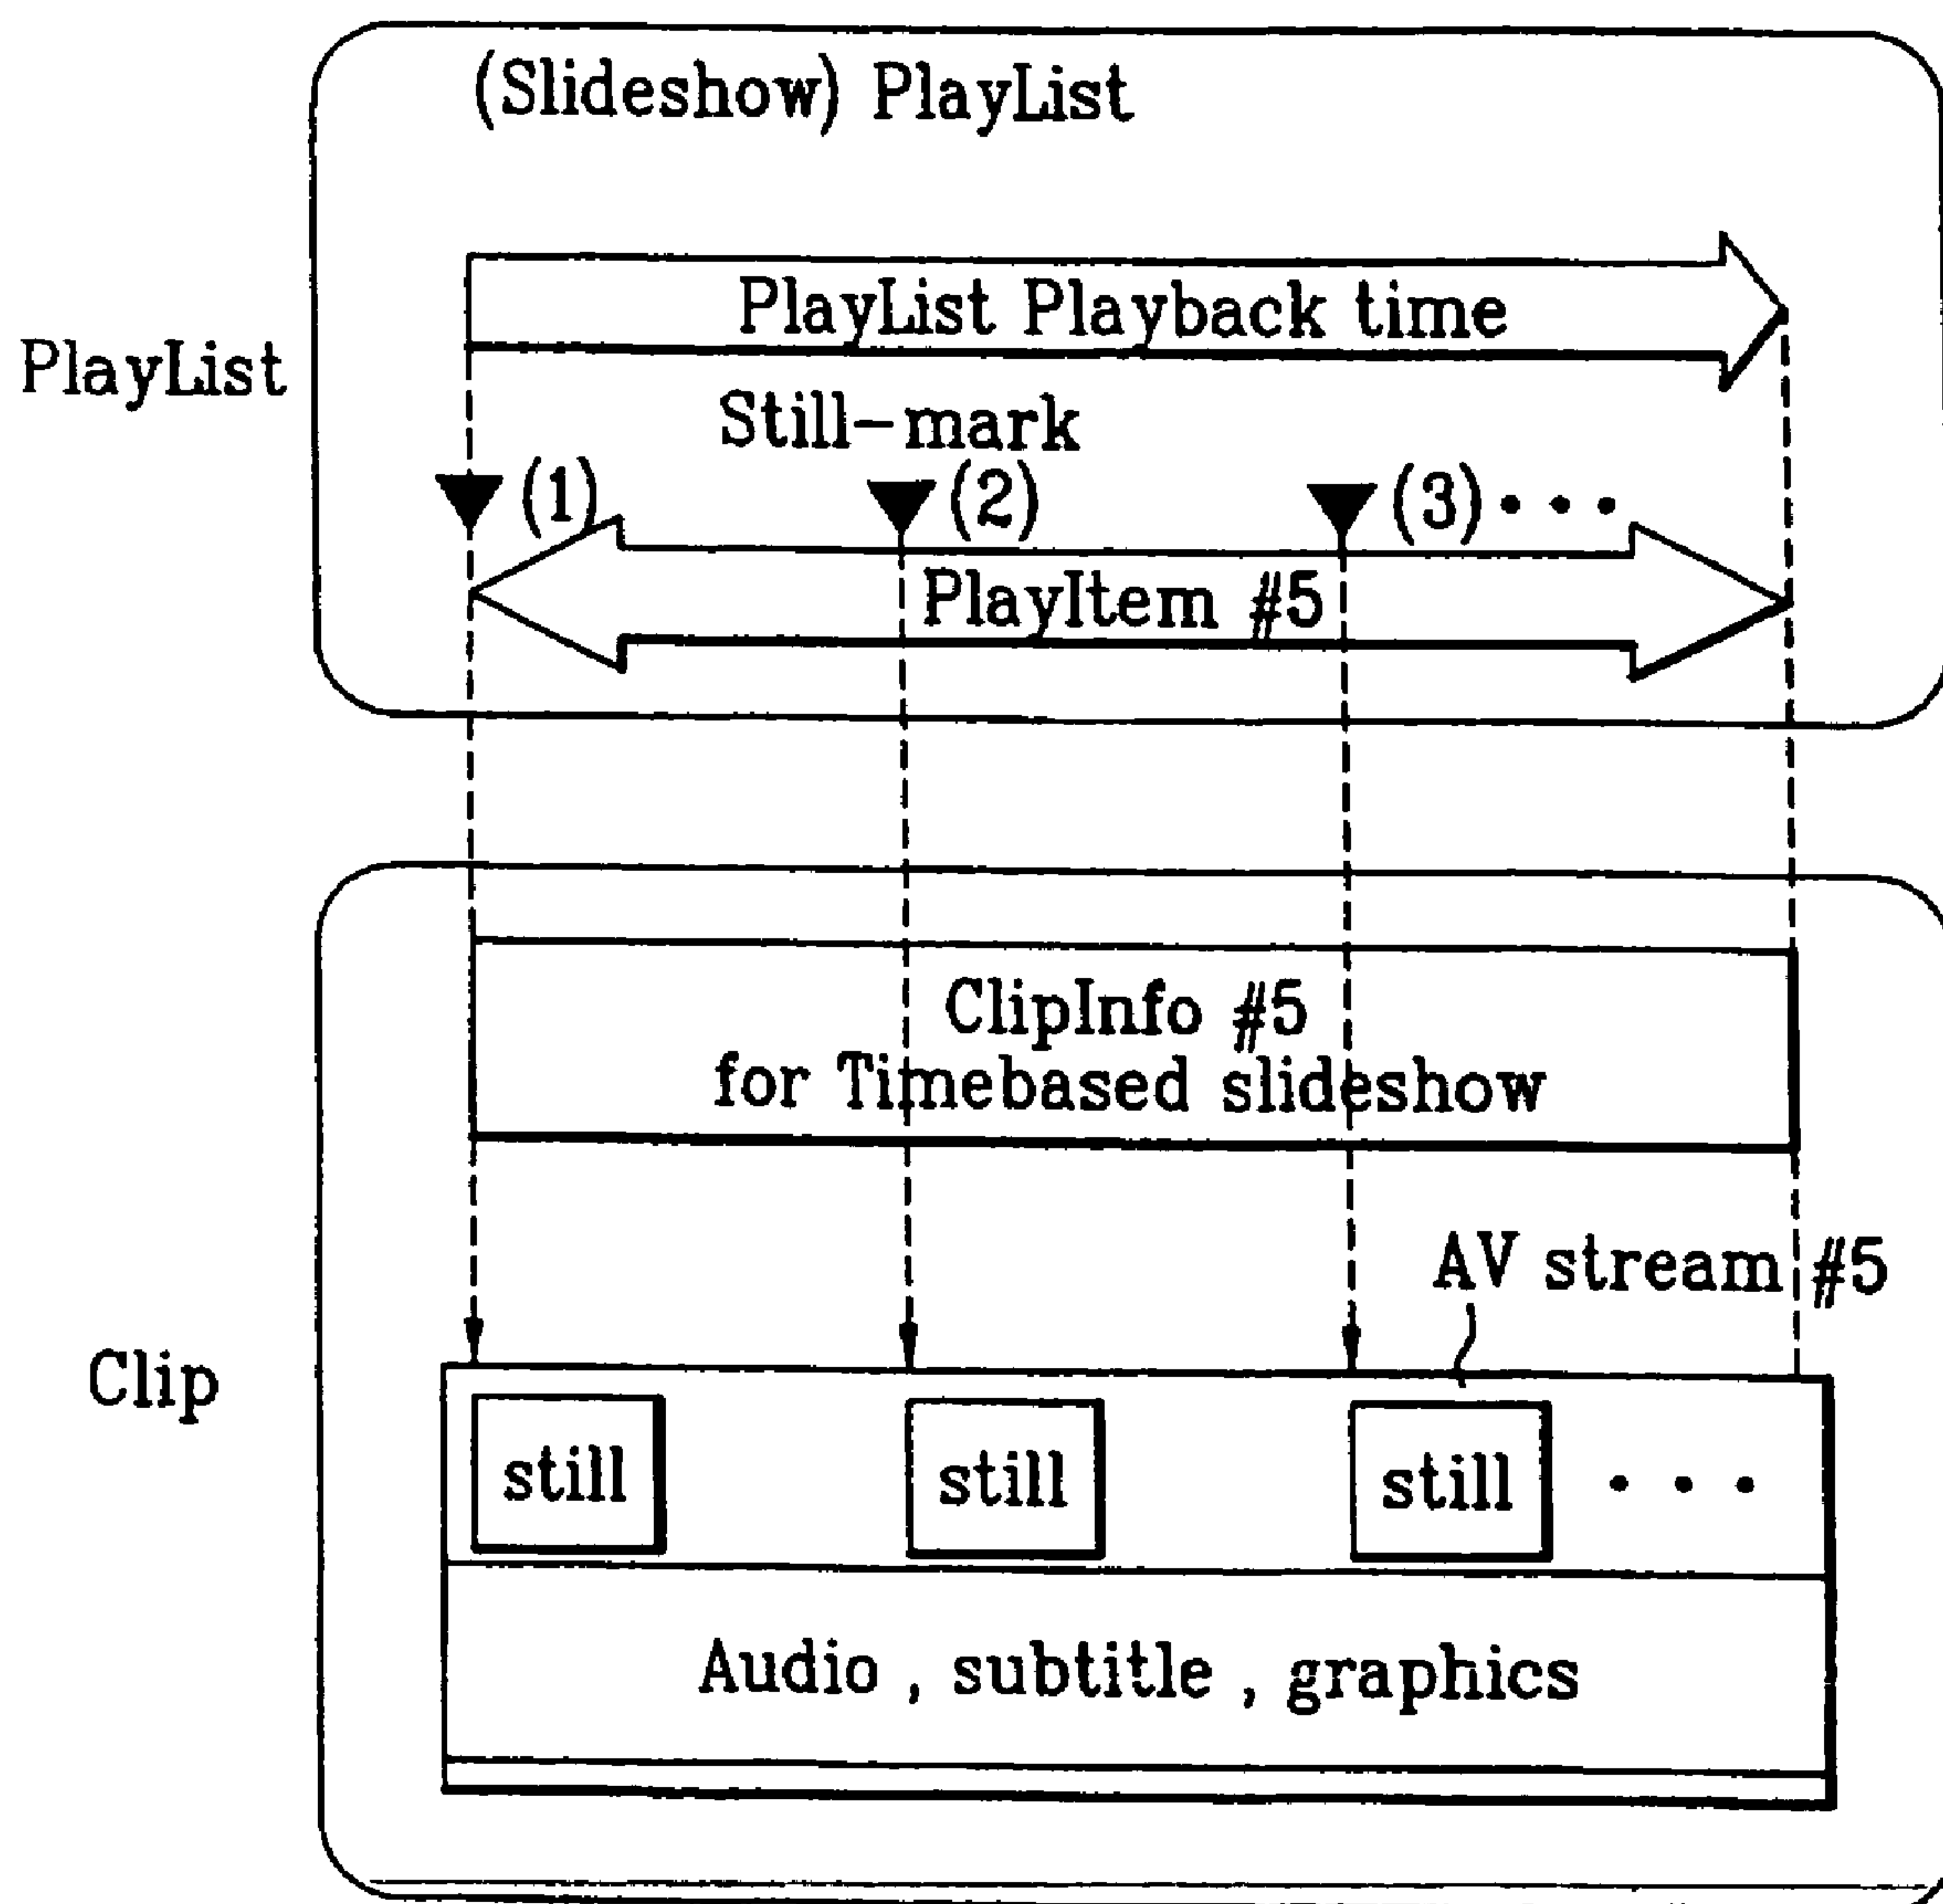 (Slideshow) PlayList
PlayList Playback time
PlayList
Still-mark
(1)
(2)
(3)...
PlayItem #5
ClipInfo #5
for Timebased slideshow
AV stream #5
Clip
still
still
still
...
Audio , subtitle , graphics